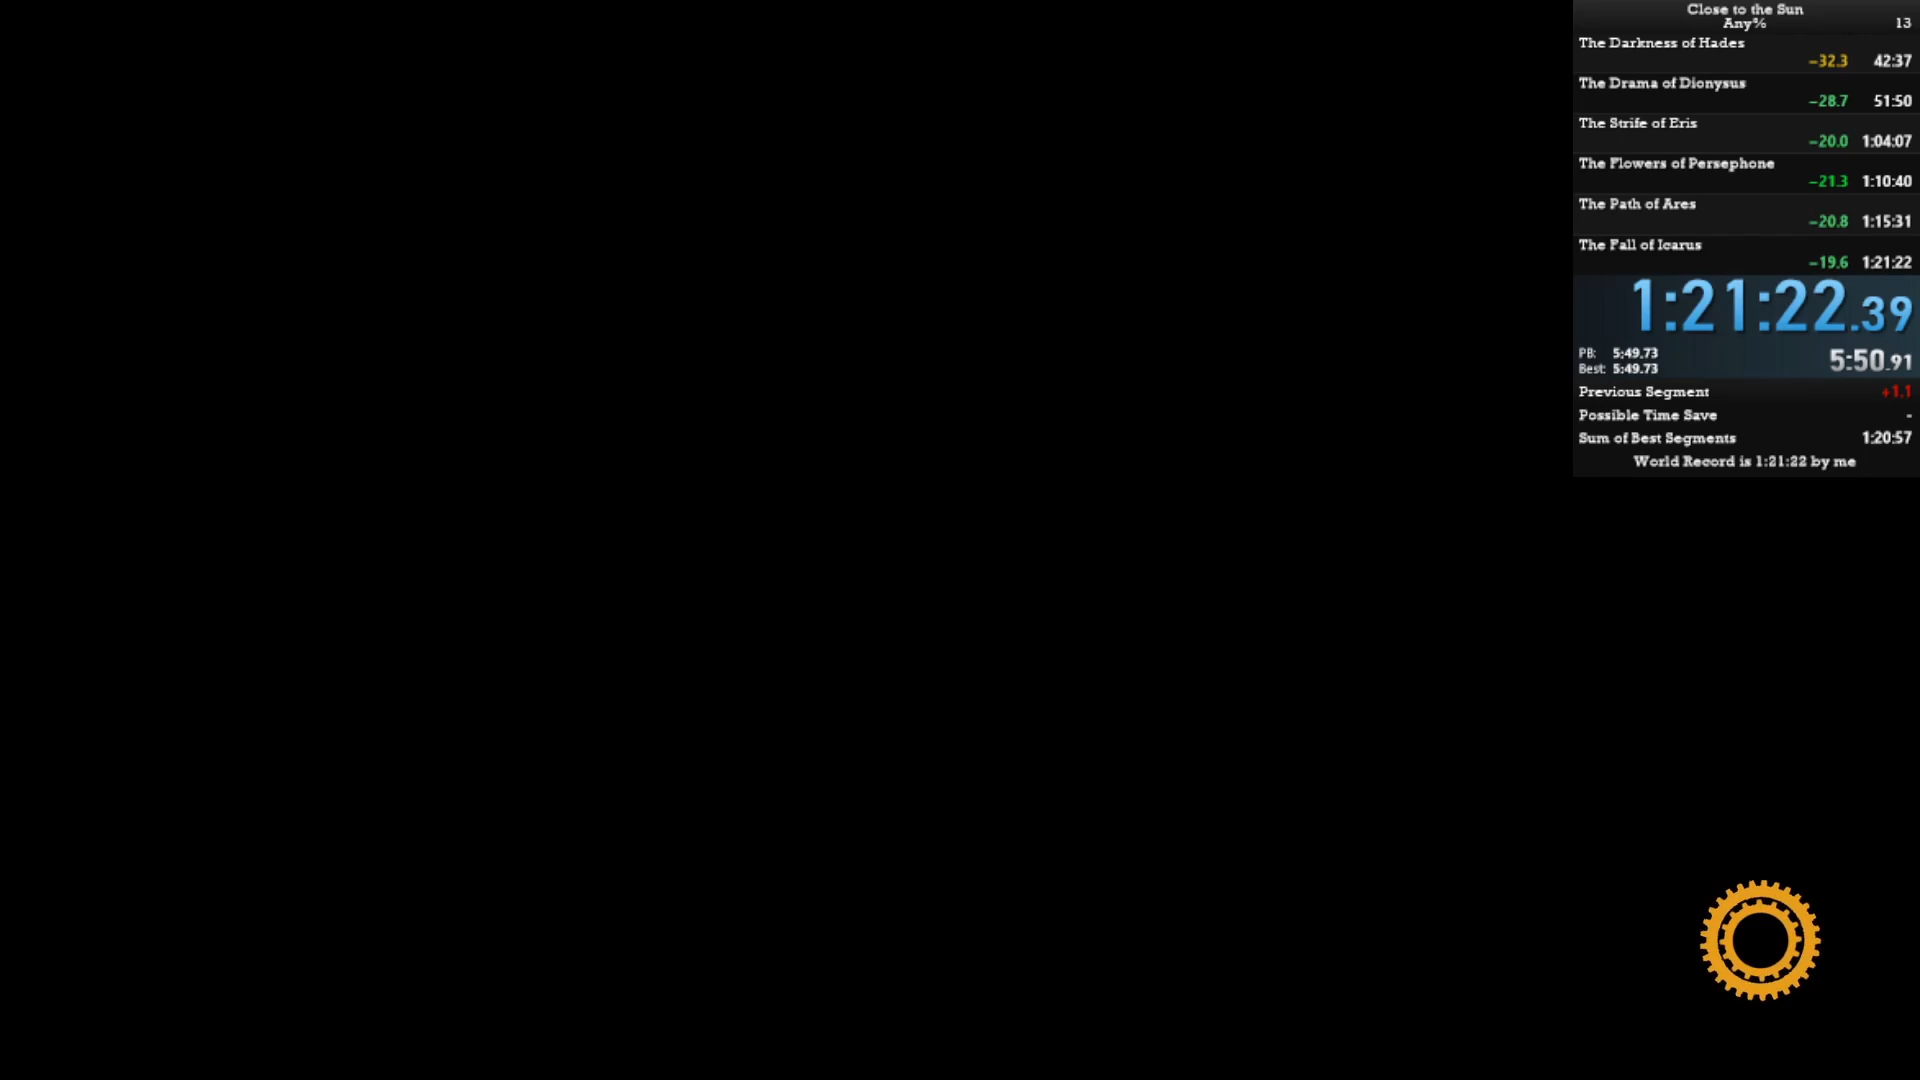 Close to the Sun
Any% 13
The Darkness of Hades
−32.3 42:37
The Drama of Dionysus
−28.7 51:50
The Strife of Eris
−20.0 1:04:07
The Flowers of Persephone
−21.3 1:10:40
The Path of Ares
−20.8 1:15:31
The Fall of Icarus
−19.6 1:21:22
1:21:22.39
PB: 5:49.73
Best: 5:49.73
5:50.91
Previous Segment +1.1
Possible Time Save -
Sum of Best Segments 1:20:57
World Record is 1:21:22 by me